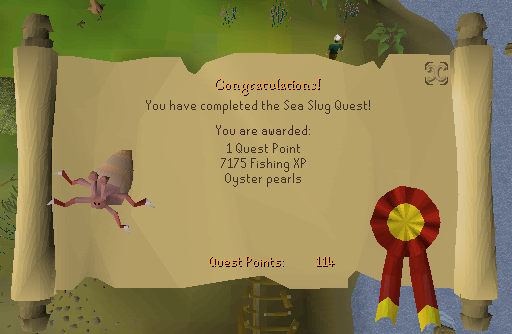 Congratulations!
You have completed the Sea Slug Quest!
You are awarded:
1 Quest Point
7175 Fishing XP
Oyster pearls
Quest Points: 114